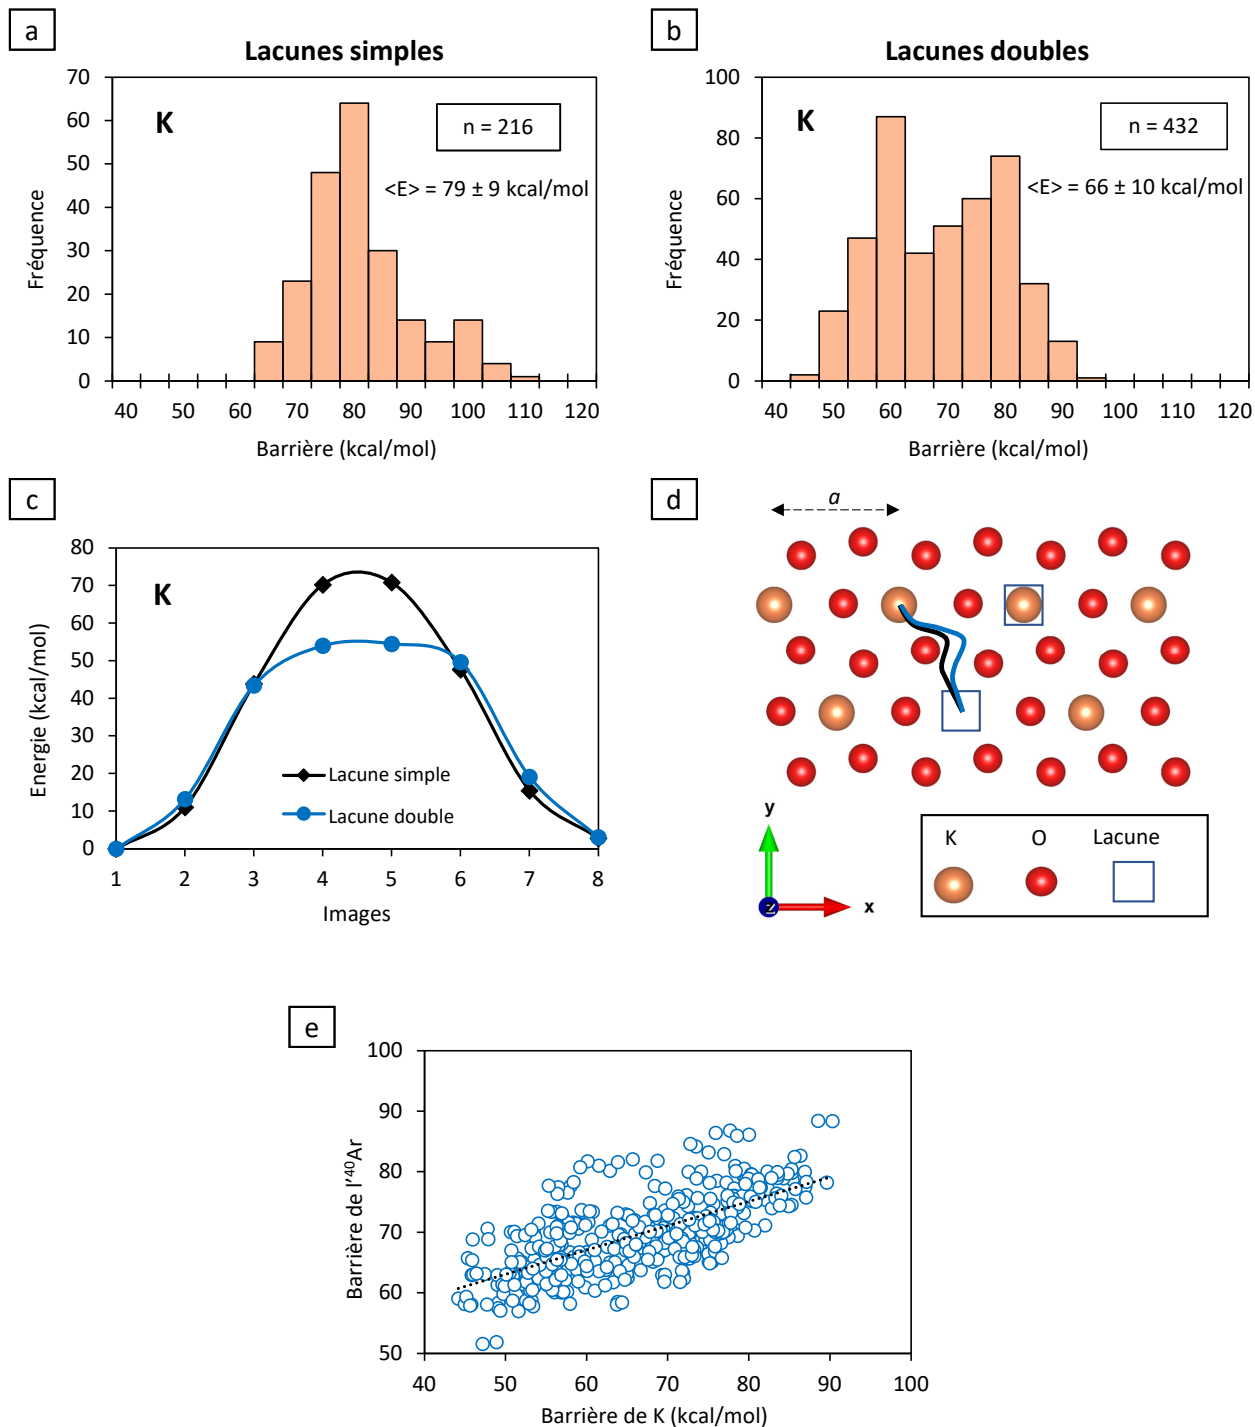 a
Lacunes simples
70
60
50
40
30
20
10
0
Fréquence
K
n = 216
<E> = 79 ± 9 kcal/mol
40 50 60 70 80 90 100 110 120
Barrière (kcal/mol)
b
Lacunes doubles
100
80
60
40
20
0
Fréquence
K
n = 432
<E> = 66 ± 10 kcal/mol
40 50 60 70 80 90 100 110 120
Barrière (kcal/mol)
c
80
70
60
50
40
30
20
10
0
Energie (kcal/mol)
K
Lacune simple
Lacune double
1 2 3 4 5 6 7 8
Images
d
a
y
z
x
K O Lacune
e
100
90
80
70
60
50
Barrière de l'⁴⁰Ar
40 50 60 70 80 90 100
Barrière de K (kcal/mol)